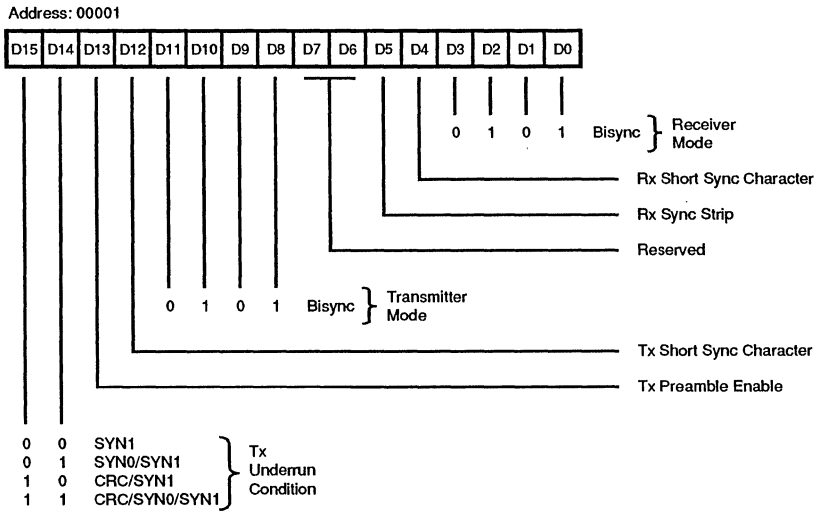 Address: 00001
D15 D14 D13 D12 D11 D10 D9 D8 D7 D6 D5 D4 D3 D2 D1 D0
0 1 0 1 Bisync Receiver
Mode
Rx Short Sync Character
Rx Sync Strip
Reserved
0 1 0 1 Bisync Transmitter
Mode
Tx Short Sync Character
Tx Preamble Enable
0 0 SYN1
0 1 SYN0/SYN1
1 0 CRC/SYN1
1 1 CRC/SYN0/SYN1
Tx
Underrun
Condition